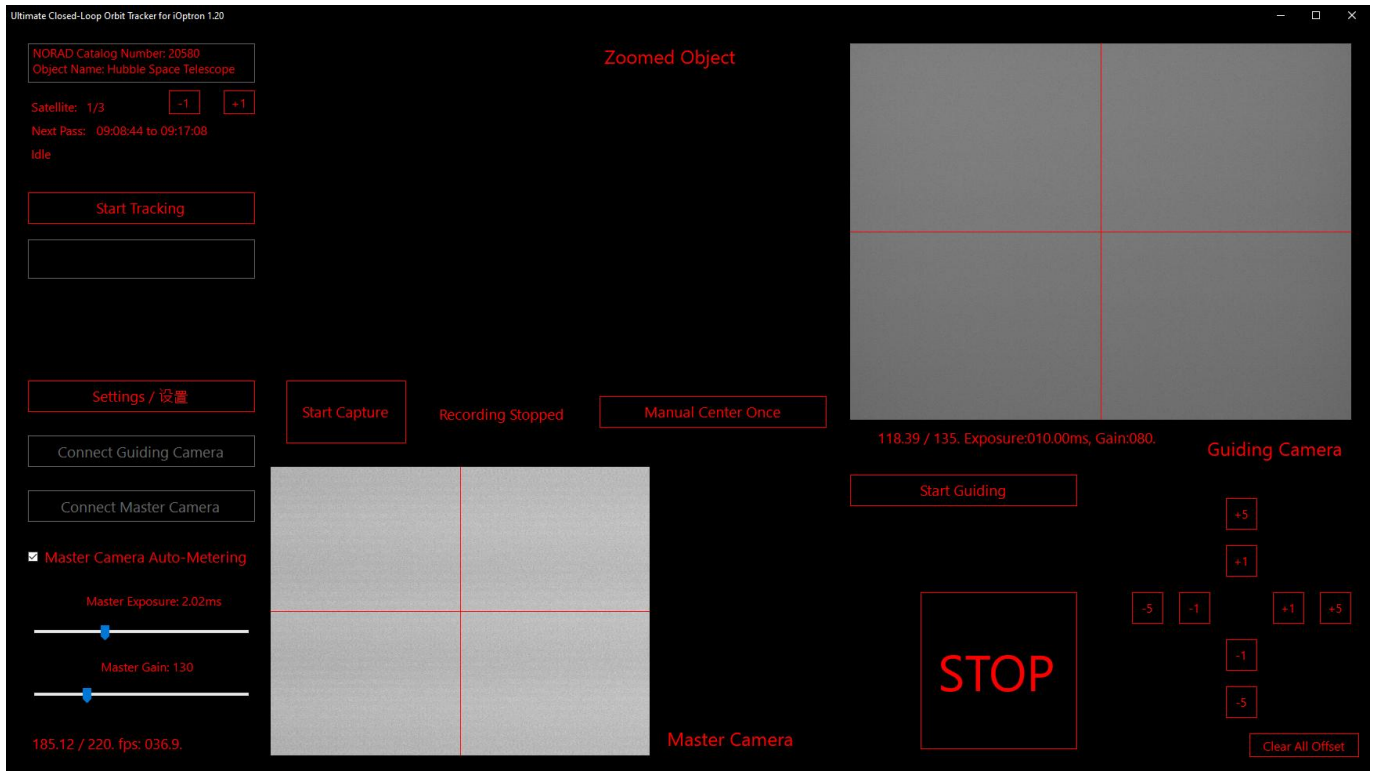 Ultimate Closed-Loop Orbit Tracker for iOptron 1.20
NORAD Catalog Number: 20580
Object Name: Hubble Space Telescope
Satellite: 1/3
-1
+1
Next Pass: 09:08:44 to 09:17:08
Idle
Start Tracking
Settings / 设置
Connect Guiding Camera
Connect Master Camera
Master Camera Auto-Metering
Master Exposure: 2.02ms
Master Gain: 130
185.12 / 220. fps: 036.9.
Zoomed Object
Start Capture
Recording Stopped
Manual Center Once
Master Camera
118.39 / 135. Exposure:010.00ms, Gain:080.
Guiding Camera
Start Guiding
STOP
+5
+1
-5
-1
+1
+5
-1
-5
Clear All Offset